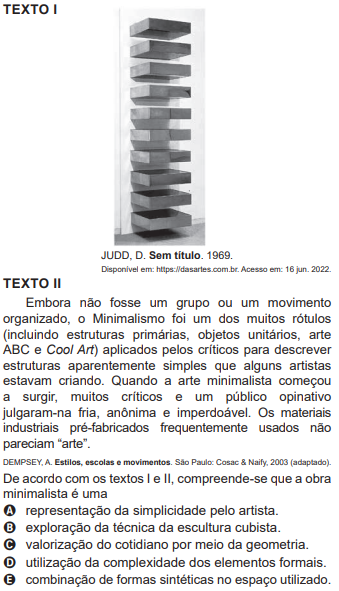 TEXTO I
JUDD, D. Sem título. 1969.
Disponível em: https://dasartes.com.br. Acesso em: 16 jun. 2022.
TEXTO II
Embora não fosse um grupo ou um movimento
organizado, o Minimalismo foi um dos muitos rótulos
(incluindo estruturas primárias, objetos unitários, arte
ABC e Cool Art) aplicados pelos críticos para descrever
estruturas aparentemente simples que alguns artistas
estavam criando. Quando a arte minimalista começou
a surgir, muitos críticos e um público opinativo
julgaram-na fria, anônima e imperdoável. Os materiais
industriais pré-fabricados frequentemente usados não
pareciam “arte”.
DEMPSEY, A. Estilos, escolas e movimentos. São Paulo: Cosac & Naify, 2003 (adaptado).
De acordo com os textos I e II, compreende-se que a obra
minimalista é uma
A representação da simplicidade pelo artista.
B exploração da técnica da escultura cubista.
C valorização do cotidiano por meio da geometria.
D utilização da complexidade dos elementos formais.
E combinação de formas sintéticas no espaço utilizado.